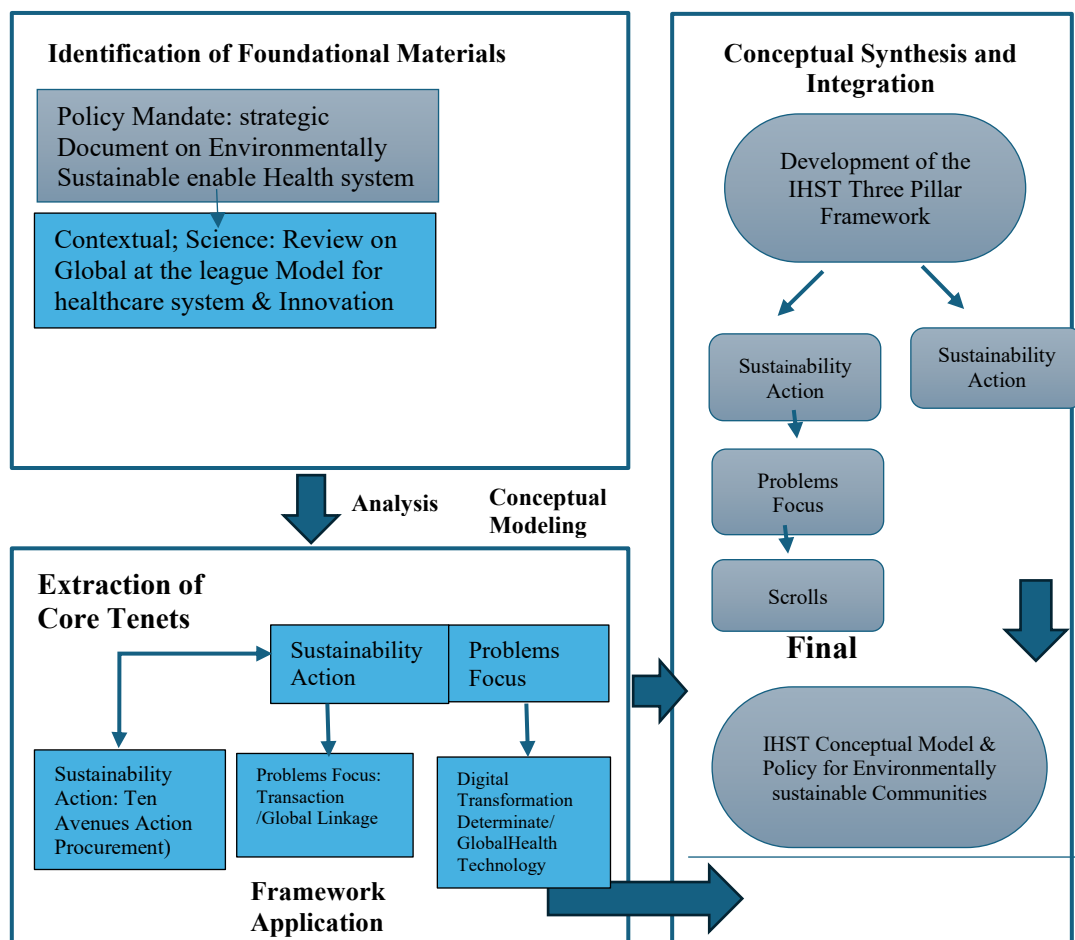 Identification of Foundational Materials
Policy Mandate: strategic
Document on Environmentally
Sustainable enable Health system
Contextual; Science: Review on
Global at the league Model for
healthcare system & Innovation
Analysis
Conceptual
Modeling
Extraction of
Core Tenets
Sustainability
Action
Problems
Focus
Sustainability
Action: Ten
Avenues Action
Procurement)
Problems Focus:
Transaction
/Global Linkage
Digital
Transformation
Determinate/
GlobalHealth
Technology
Framework
Application
Conceptual Synthesis and
Integration
Development of the
IHST Three Pillar
Framework
Sustainability
Action
Sustainability
Action
Problems
Focus
Scrolls
Final
IHST Conceptual Model &
Policy for Environmentally
sustainable Communities